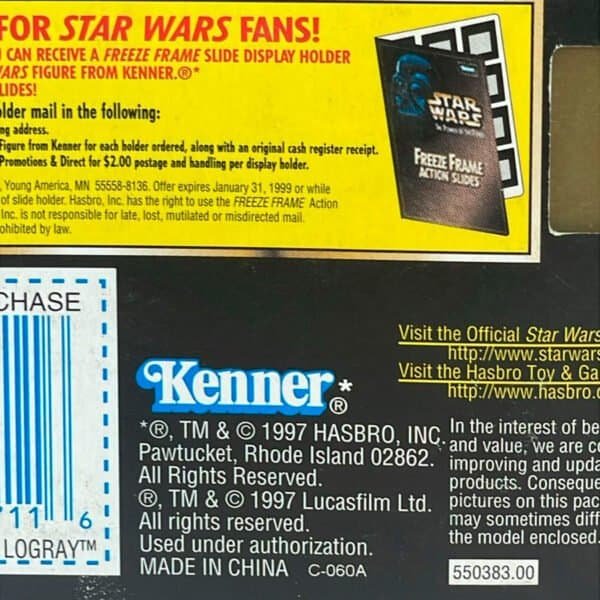 FOR STAR WARS FANS!
CAN RECEIVE A FREEZE FRAME SLIDE DISPLAY HOLDER
WARS FIGURE FROM KENNER.®*
LIDES!
older mail in the following:
ng address.
Figure from Kenner for each holder ordered, along with an original cash register receipt.
Promotions & Direct for $2.00 postage and handling per display holder.
, Young America, MN 55558-8136. Offer expires January 31, 1999 or while
of slide holder. Hasbro, Inc. has the right to use the FREEZE FRAME Action
Inc. is not responsible for late, lost, mutilated or misdirected mail.
ohibited by law.
Kenner
STAR
WARS
THE POWER OF THE FORCE
FREEZE FRAME
ACTION SLIDES
CHASE
11 6
LOGRAY™
Kenner*®
*®, TM & © 1997 HASBRO, INC.
Pawtucket, Rhode Island 02862.
All Rights Reserved.
®, TM & © 1997 Lucasfilm Ltd.
All rights reserved.
Used under authorization.
MADE IN CHINA C-060A
Visit the Official Star Wars
http://www.starwars
Visit the Hasbro Toy & Ga
http://www.hasbro.c
In the interest of be
and value, we are co
improving and upda
products. Conseque
pictures on this pac
may sometimes diff
the model enclosed.
550383.00